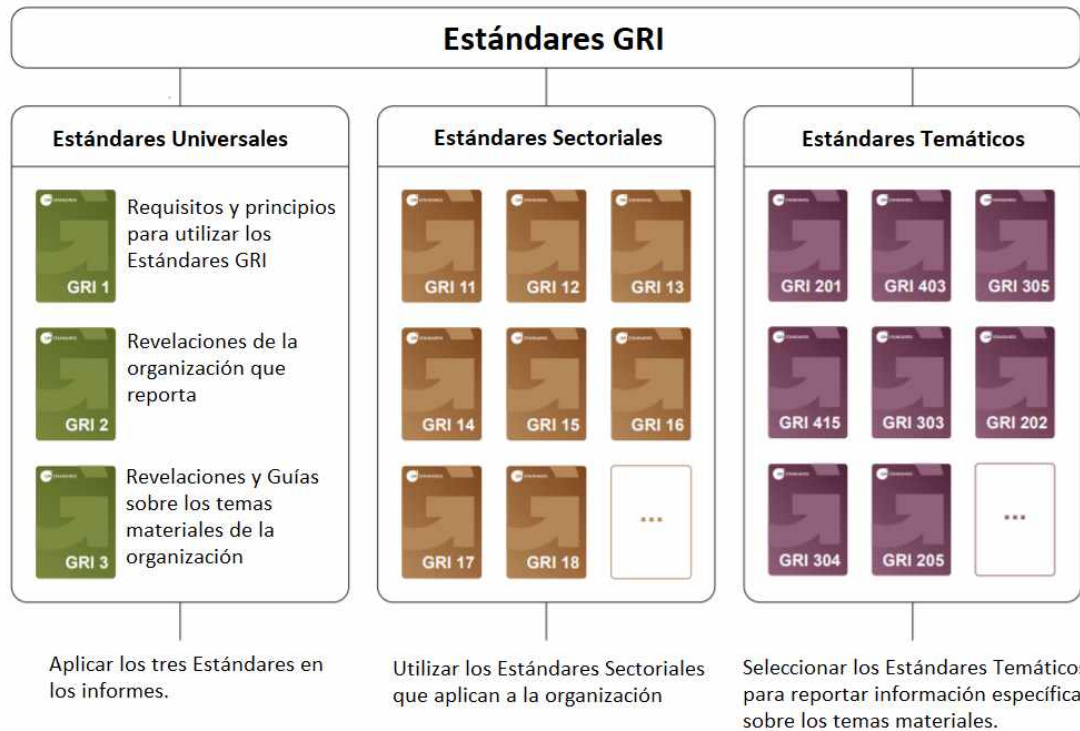 Estándares GRI
Estándares Universales
GRI 1
Requisitos y principios
para utilizar los
Estándares GRI
GRI 2
Revelaciones de la
organización que
reporta
GRI 3
Revelaciones y Guías
sobre los temas
materiales de la
organización
Aplicar los tres Estándares en
los informes.
Estándares Sectoriales
GRI 11 GRI 12 GRI 13
GRI 14 GRI 15 GRI 16
GRI 17 GRI 18 ...
Utilizar los Estándares Sectoriales
que aplican a la organización
Estándares Temáticos
GRI 201 GRI 403 GRI 305
GRI 415 GRI 303 GRI 202
GRI 304 GRI 205 ...
Seleccionar los Estándares Temáticos
para reportar información específica
sobre los temas materiales.